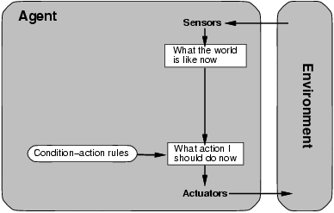 Agent
Sensors
What the world
is like now
Environment
Condition−action rules
What action I
should do now
Actuators